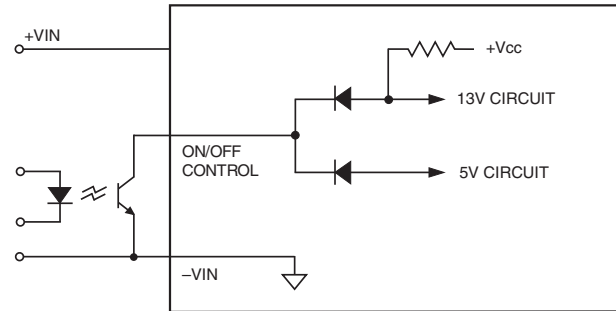 +VIN
+Vcc
13V CIRCUIT
ON/OFF
CONTROL
5V CIRCUIT
–VIN